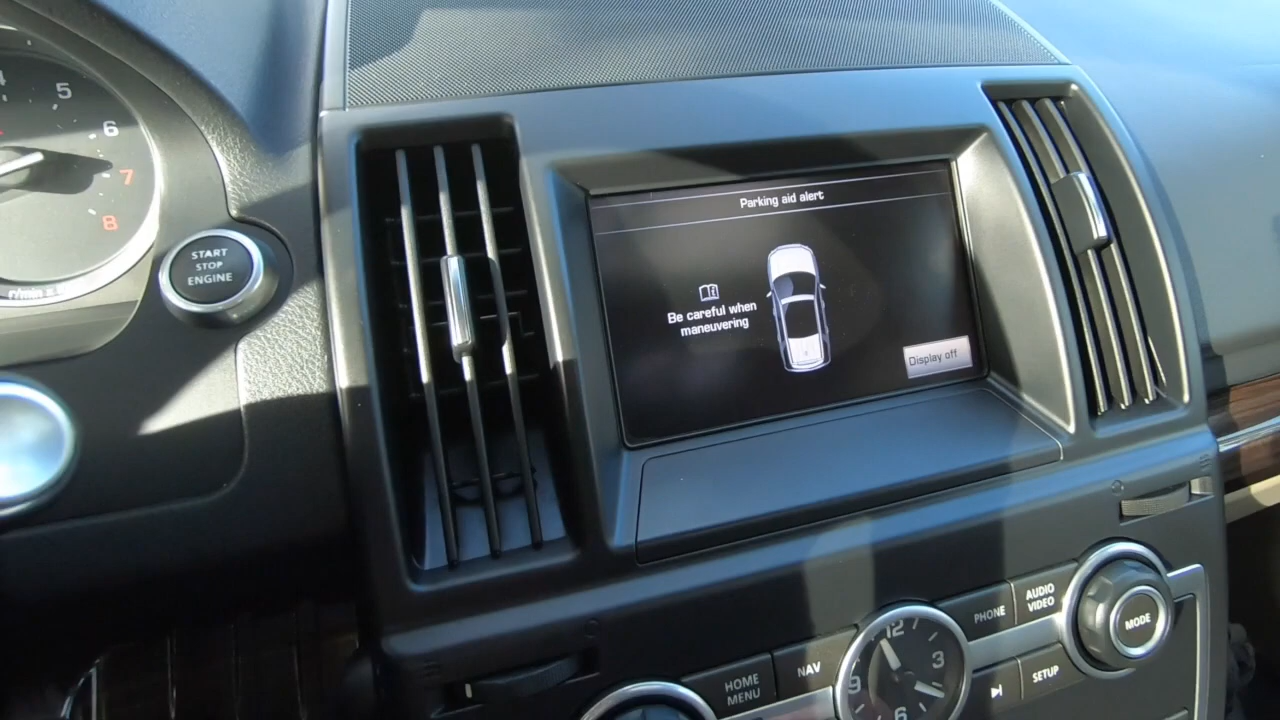 4
5
6
7
8
START
STOP
ENGINE
Parking aid alert
Be careful when
maneuvering
Display off
HOME
MENU
NAV
12
3
6
9
PHONE
AUDIO
VIDEO
MODE
SETUP